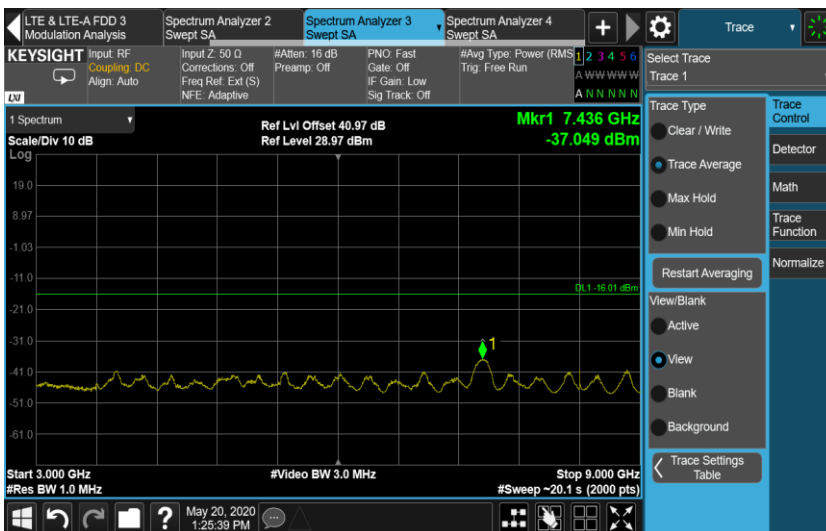 LTE & LTE-A FDD 3
Modulation Analysis
Spectrum Analyzer 2
Swept SA
Spectrum Analyzer 3
Swept SA
Spectrum Analyzer 4
Swept SA
+
Trace
KEYSIGHT
LXI
Input: RF
Coupling: DC
Align: Auto
Input Z: 50 Ω
Corrections: Off
Freq Ref: Ext (S)
NFE: Adaptive
#Atten: 16 dB
Preamp: Off
PNO: Fast
Gate: Off
IF Gain: Low
Sig Track: Off
#Avg Type: Power (RMS
Trig: Free Run
1 2 3 4 5 6
A W W W W W
A N N N N N
Select Trace
Trace 1
1 Spectrum
Scale/Div 10 dB
Log
Ref Lvl Offset 40.97 dB
Ref Level 28.97 dBm
Mkr1 7.436 GHz
-37.049 dBm
19.0
8.97
-1.03
-11.0
-21.0
-31.0
-41.0
-51.0
-61.0
DL1 -16.01 dBm
1
Start 3.000 GHz
#Res BW 1.0 MHz
#Video BW 3.0 MHz
Stop 9.000 GHz
#Sweep ~20.1 s (2000 pts)
Trace Type
Clear / Write
Trace Average
Max Hold
Min Hold
Restart Averaging
View/Blank
Active
View
Blank
Background
Trace Settings
Table
Trace
Control
Detector
Math
Trace
Function
Normalize
?
May 20, 2020
1:25:39 PM